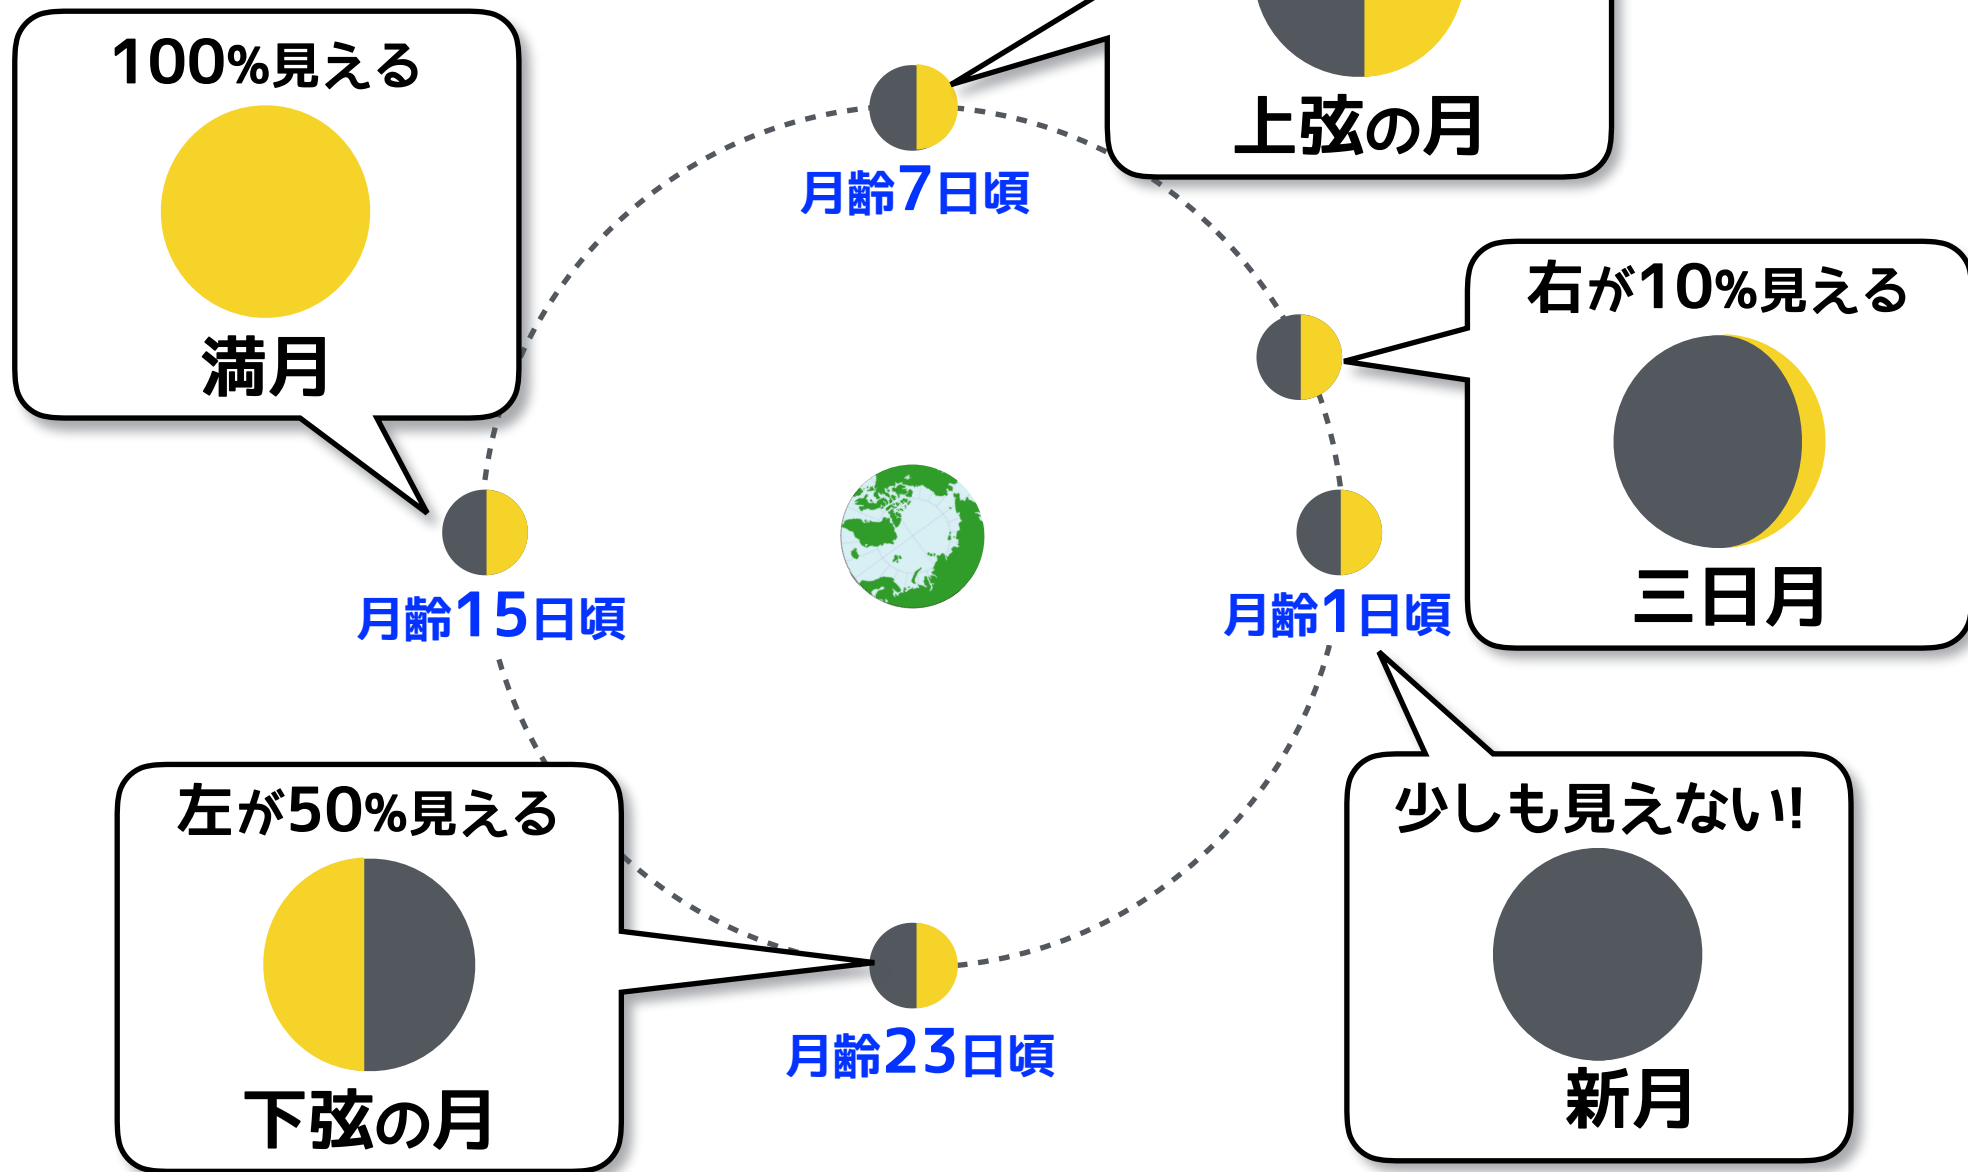 100%見える
満月
上弦の月
月齢7日頃
右が10%見える
三日月
月齢15日頃
月齢1日頃
左が50%見える
下弦の月
少しも見えない!
新月
月齢23日頃